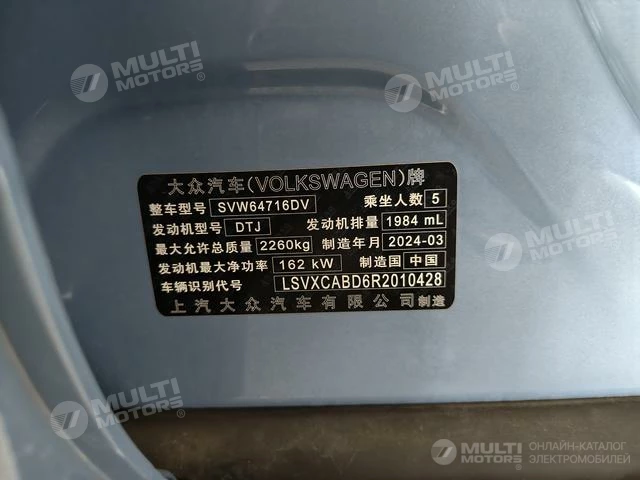 MULTI MOTORS
MULTI MOTORS
大众汽车(VOLKSWAGEN)牌
整车型号 SVW64716DV 乘坐人数 5
发动机型号 DTJ 发动机排量 1984 mL
最大允许总质量 2260kg 制造年月 2024-03
发动机最大净功率 162 kW 制造国 中国
车辆识别代号 LSVXCABD6R2010428
上汽大众汽车有限公司制造
MULTI MOTORS
MULTI MOTORS
MULTI MOTORS
ОНЛАЙН-КАТАЛОГ
ЭЛЕКТРОМОБИЛЕЙ